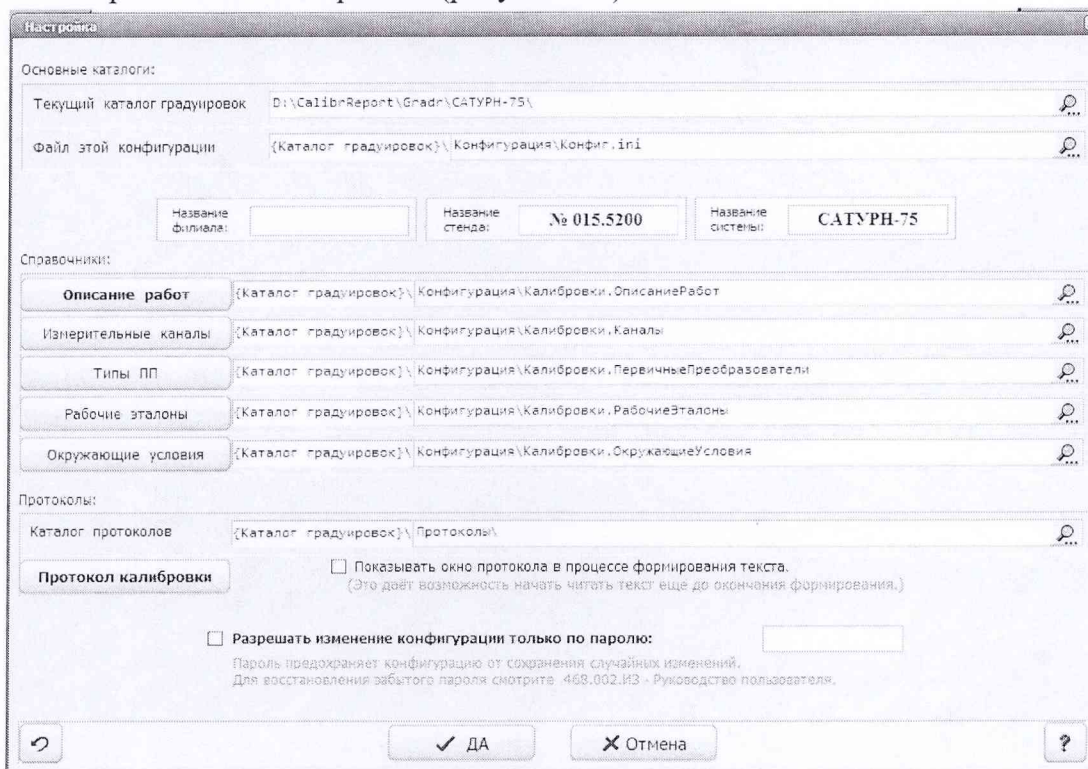 Настройка
Основные каталоги:
Текущий каталог градуировок D:\CalibrReport\Gradr\САТУРН-75\
Файл этой конфигурации {Каталог градуировок}\ Конфигурация\Конфиг.ini
Название филиала:
Название стенда: № 015.5200
Название системы: САТУРН-75
Справочники:
Описание работ {Каталог градуировок}\ Конфигурация\Калибровки.ОписаниеРабот
Измерительные каналы {Каталог градуировок}\ Конфигурация\Калибровки.Каналы
Типы ПП {Каталог градуировок}\ Конфигурация\Калибровки.ПервичныеПреобразователи
Рабочие эталоны {Каталог градуировок}\ Конфигурация\Калибровки.РабочиеЭталоны
Окружающие условия {Каталог градуировок}\ Конфигурация\Калибровки.ОкружающиеУсловия
Протоколы:
Каталог протоколов {Каталог градуировок}\ Протоколы\
Протокол калибровки
Показывать окно протокола в процессе формирования текста.
(Это даёт возможность начать читать текст еще до окончания формирования.)
Разрешать изменение конфигурации только по паролю:
Пароль предохраняет конфигурацию от сохранения случайных изменений.
Для восстановления забытого пароля смотрите 468.002.ИЗ - Руководство пользователя.
ДА
Отмена
?